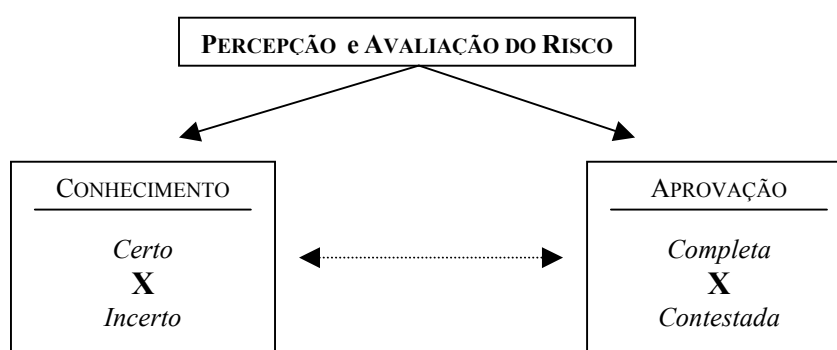 PERCEPÇÃO e AVALIAÇÃO DO RISCO
CONHECIMENTO
Certo
X
Incerto
APROVAÇÃO
Completa
X
Contestada